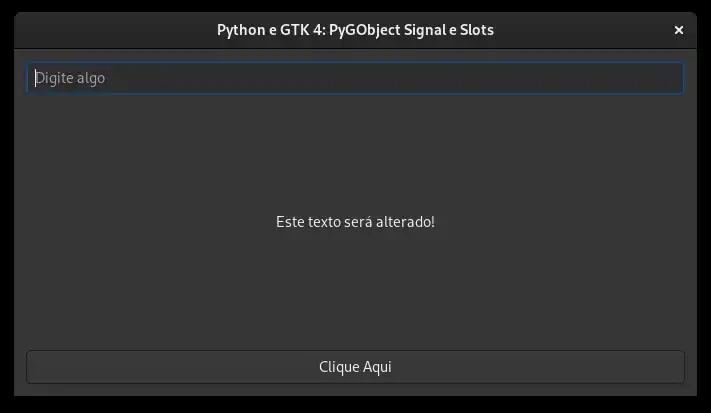 Python e GTK 4: PyGObject Signal e Slots
Digite algo
Este texto será alterado!
Clique Aqui